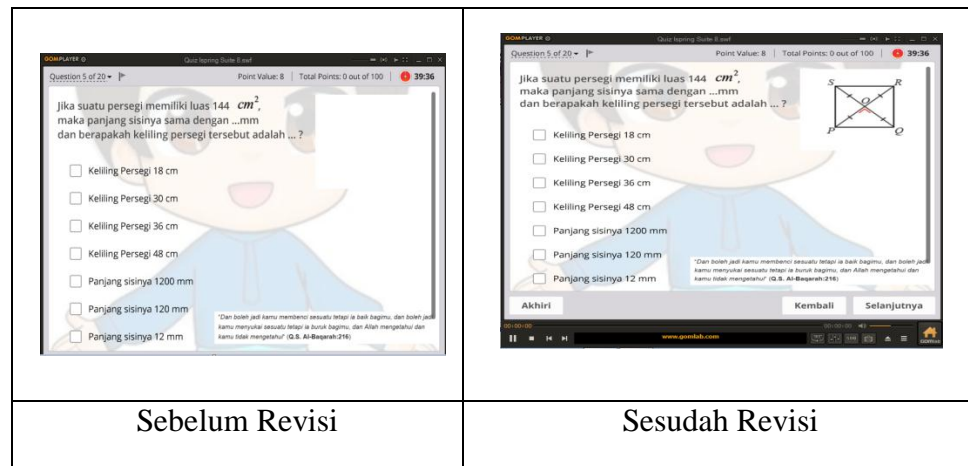 GOMPLAYER
Quiz Ispring Suite 8.swf
Question 5 of 20
Point Value: 8 | Total Points: 0 out of 100 | 39:36
Jika suatu persegi memiliki luas 144 cm²,
maka panjang sisinya sama dengan ...mm
dan berapakah keliling persegi tersebut adalah ... ?
Keliling Persegi 18 cm
Keliling Persegi 30 cm
Keliling Persegi 36 cm
Keliling Persegi 48 cm
Panjang sisinya 1200 mm
Panjang sisinya 120 mm
Panjang sisinya 12 mm
"Dan boleh jadi kamu membenci sesuatu tetapi ia baik bagimu, dan boleh jadi
kamu menyukai sesuatu tetapi ia buruk bagimu, dan Allah mengetahui dan
kamu tidak mengetahui" (Q.S. Al-Baqarah:216)
Sebelum Revisi
GOMPLAYER
Quiz Ispring Suite 8.swf
Question 5 of 20
Point Value: 8 | Total Points: 0 out of 100 | 39:36
Jika suatu persegi memiliki luas 144 cm²,
maka panjang sisinya sama dengan ...mm
dan berapakah keliling persegi tersebut adalah ... ?
S R
O
P Q
Keliling Persegi 18 cm
Keliling Persegi 30 cm
Keliling Persegi 36 cm
Keliling Persegi 48 cm
Panjang sisinya 1200 mm
Panjang sisinya 120 mm
Panjang sisinya 12 mm
"Dan boleh jadi kamu membenci sesuatu tetapi ia baik bagimu, dan boleh jadi
kamu menyukai sesuatu tetapi ia buruk bagimu, dan Allah mengetahui dan
kamu tidak mengetahui" (Q.S. Al-Baqarah:216)
Akhiri
Kembali
Selanjutnya
00:00:00
00:00:00
www.gomlab.com
Sesudah Revisi